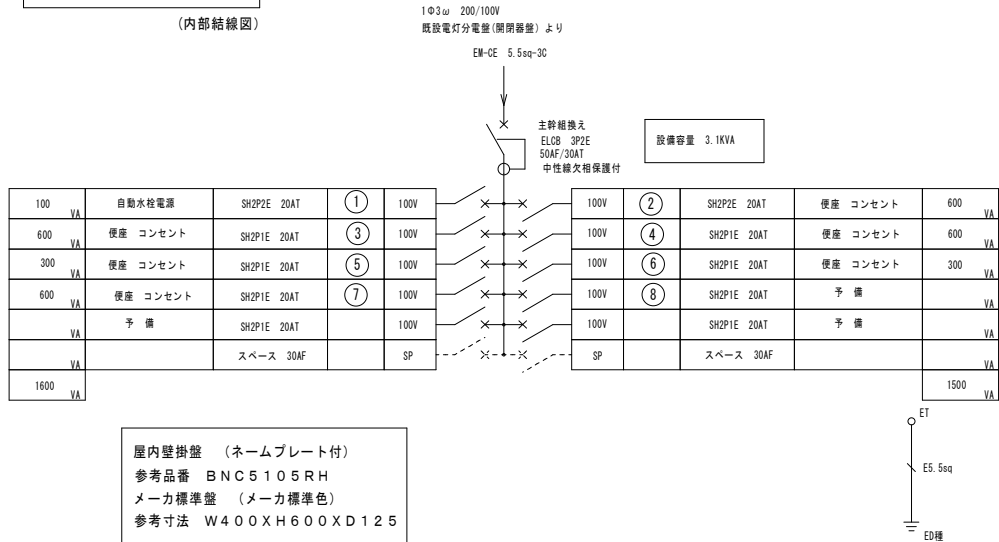 (内部結線図)
1Φ3ω 200/100V
既設電灯分電盤(開閉器盤) より
EM-CE 5.5sq-3C
主幹組換え
ELCB 3P2E
50AF/30AT
中性線欠相保護付
設備容量 3.1KVA
100 VA 自動水栓電源 SH2P2E 20AT 1 100V 100V 2 SH2P2E 20AT 便座 コンセント 600 VA
600 VA 便座 コンセント SH2P1E 20AT 3 100V 100V 4 SH2P1E 20AT 便座 コンセント 600 VA
300 VA 便座 コンセント SH2P1E 20AT 5 100V 100V 6 SH2P1E 20AT 便座 コンセント 300 VA
600 VA 便座 コンセント SH2P1E 20AT 7 100V 100V 8 SH2P1E 20AT 予 備 VA
VA 予 備 SH2P1E 20AT 100V 100V SH2P1E 20AT 予 備 VA
VA スペース 30AF SP SP スペース 30AF VA
1600 VA 1500 VA
ET
E5.5sq
ED種
屋内壁掛盤 (ネームプレート付)
参考品番 BNC5105RH
メーカ標準盤 (メーカ標準色)
参考寸法 W400XH600XD125